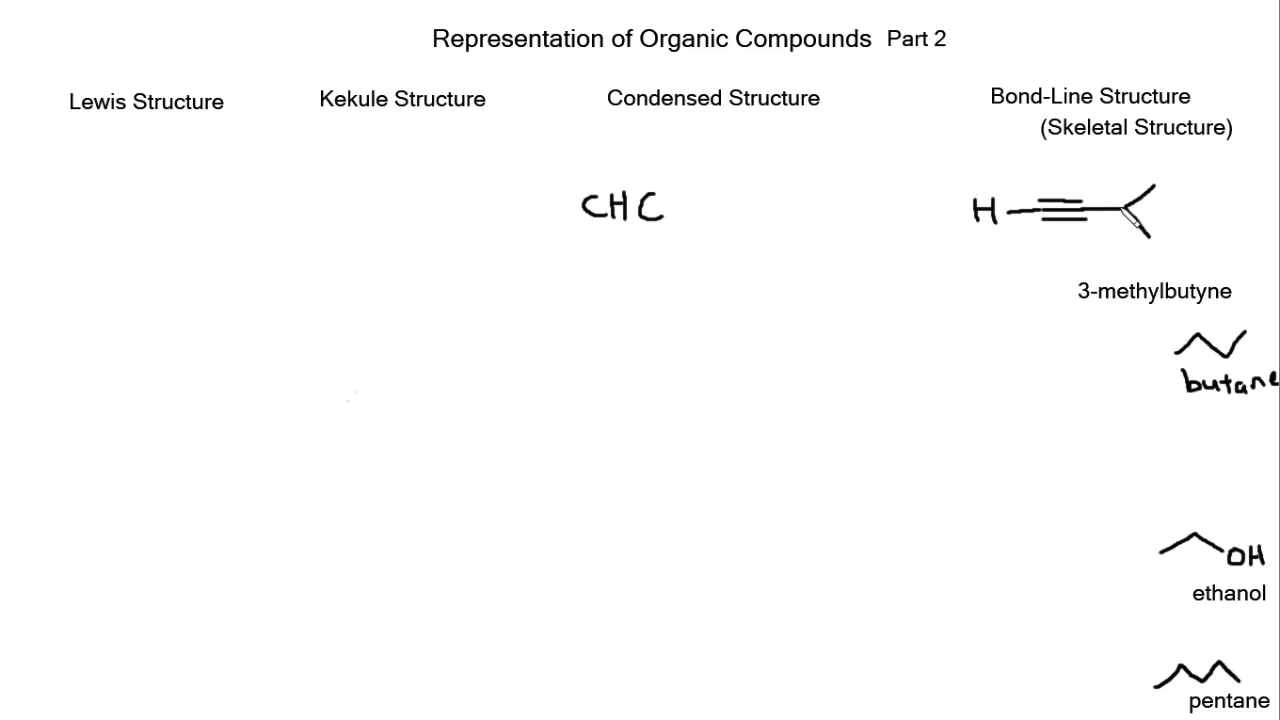 Representation of Organic Compounds Part 2
Lewis Structure
Kekule Structure
Condensed Structure
Bond-Line Structure
(Skeletal Structure)
CHC
H
3-methylbutyne
butane
OH
ethanol
pentane